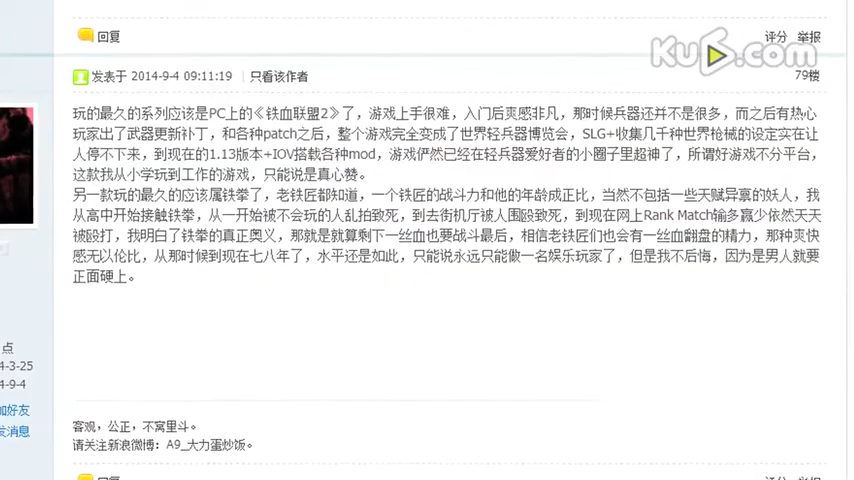 回复
评分 举报
Ku6.com
发表于 2014-9-4 09:11:19 | 只看该作者
79楼
玩的最久的系列应该是PC上的《铁血联盟2》了，游戏上手很难，入门后爽感非凡，那时候兵器还并不是很多，而之后有热心
玩家出了武器更新补丁，和各种patch之后，整个游戏完全变成了世界轻兵器博览会，SLG+收集几千种世界枪械的设定实在让
人停不下来，到现在的1.13版本+IOV搭载各种mod，游戏俨然已经在轻兵器爱好者的小圈子里超神了，所谓好游戏不分平台，
这款我从小学玩到工作的游戏，只能说是真心赞。
另一款玩的最久的应该属铁拳了，老铁匠都知道，一个铁匠的战斗力和他的年龄成正比，当然不包括一些天赋异禀的妖人，我
从高中开始接触铁拳，从一开始被不会玩的人乱拍致死，到去街机厅被人围殴致死，到现在网上Rank Match输多赢少依然天天
被殴打，我明白了铁拳的真正奥义，那就是就算剩下一丝血也要战斗最后，相信老铁匠们也会有一丝血翻盘的精力，那种爽快
感无以伦比，从那时候到现在七八年了，水平还是如此，只能说永远只能做一名娱乐玩家了，但是我不后悔，因为是男人就要
正面硬上。
点
4-3-25
4-9-4
加好友
发消息
客观，公正，不窝里斗。
请关注新浪微博：A9_大力蛋炒饭。
回复
评分 举报